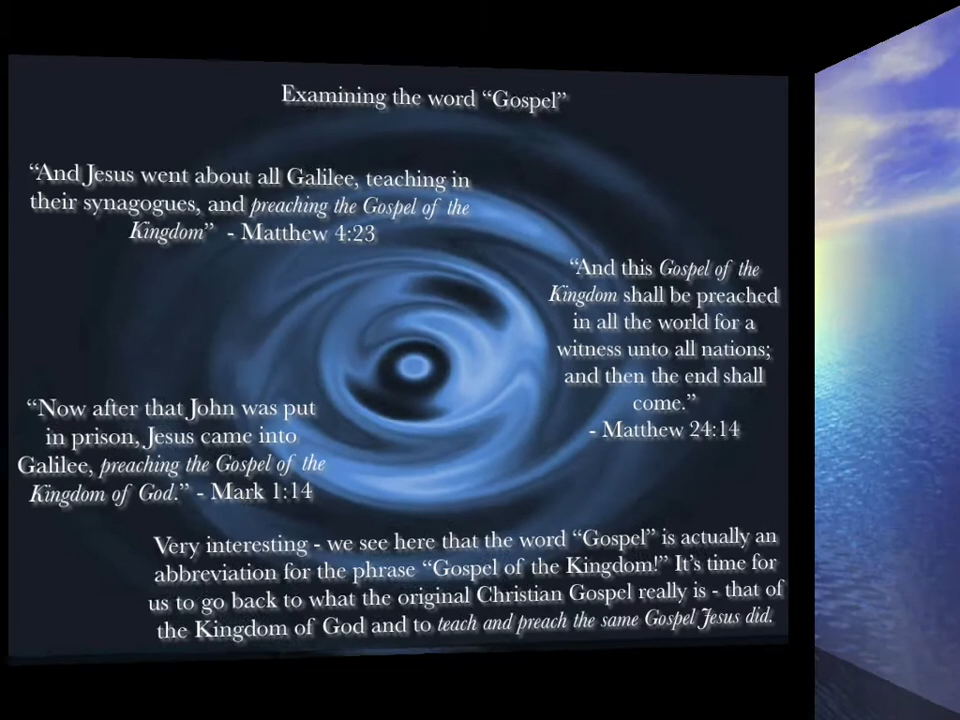 Examining the word “Gospel”
“And Jesus went about all Galilee, teaching in
their synagogues, and preaching the Gospel of the
Kingdom” - Matthew 4:23
“And this Gospel of the
Kingdom shall be preached
in all the world for a
witness unto all nations;
and then the end shall
come.”
- Matthew 24:14
“Now after that John was put
in prison, Jesus came into
Galilee, preaching the Gospel of the
Kingdom of God.” - Mark 1:14
Very interesting - we see here that the word “Gospel” is actually an
abbreviation for the phrase “Gospel of the Kingdom!” It’s time for
us to go back to what the original Christian Gospel really is - that of
the Kingdom of God and to teach and preach the same Gospel Jesus did.